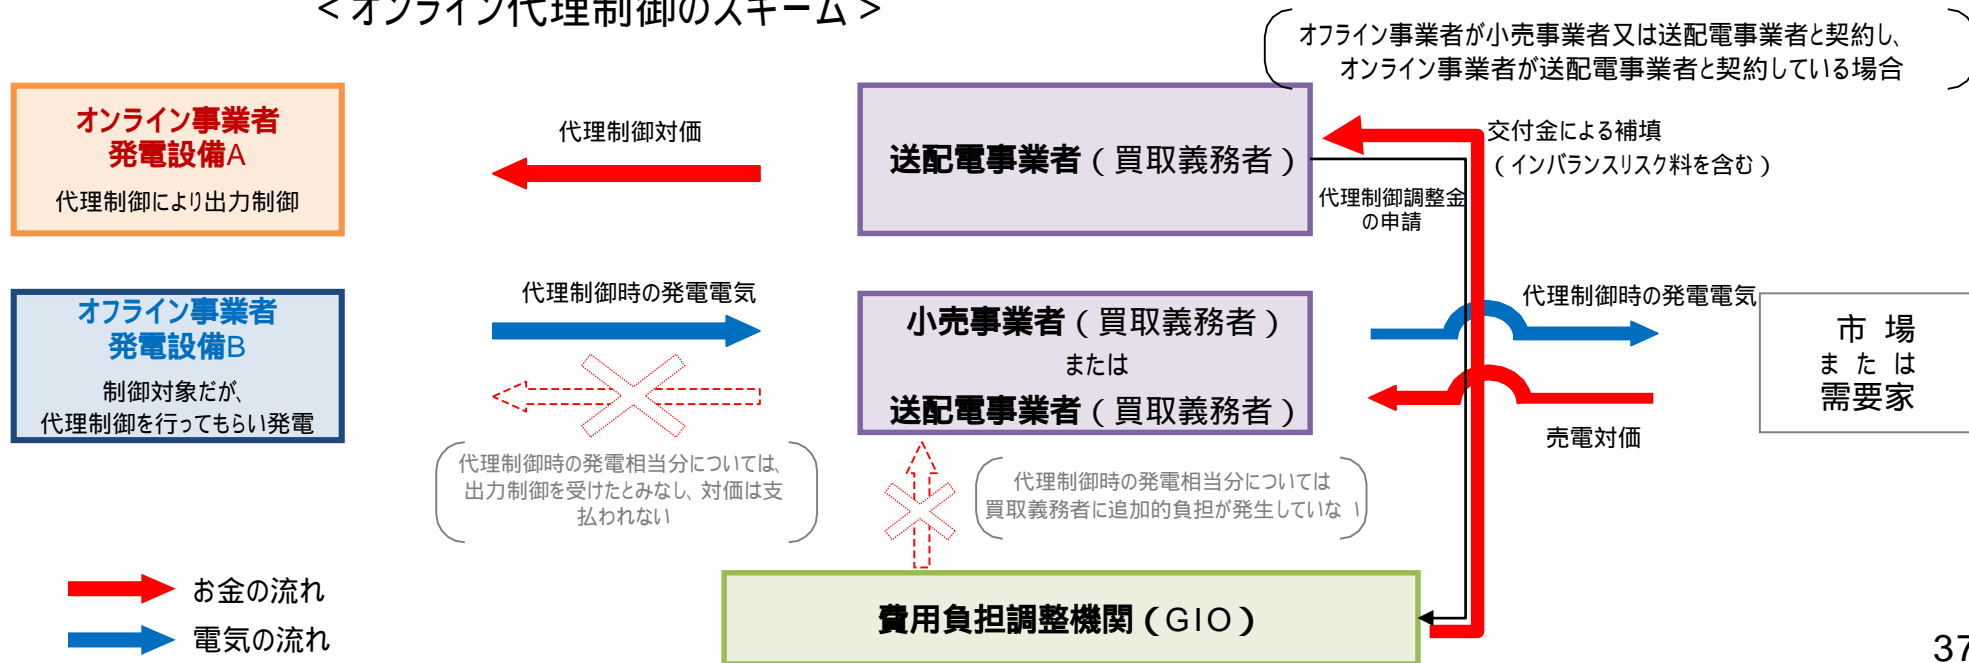 ＜オンライン代理制御のスキーム＞
オフライン事業者が小売事業者又は送配電事業者と契約し、
オンライン事業者が送配電事業者と契約している場合
オンライン事業者
発電設備A
代理制御により出力制御
代理制御対価
送配電事業者（買取義務者）
交付金による補填
（インバランスリスク料を含む）
代理制御調整金
の申請
オフライン事業者
発電設備B
制御対象だが、
代理制御を行ってもらい発電
代理制御時の発電電気
小売事業者（買取義務者）
または
送配電事業者（買取義務者）
代理制御時の発電電気
売電対価
市場
または
需要家
代理制御時の発電相当分については、
出力制御を受けたとみなし、対価は支
払われない
代理制御時の発電相当分については
買取義務者に追加的負担が発生していな
お金の流れ
電気の流れ
費用負担調整機関（GIO）
37